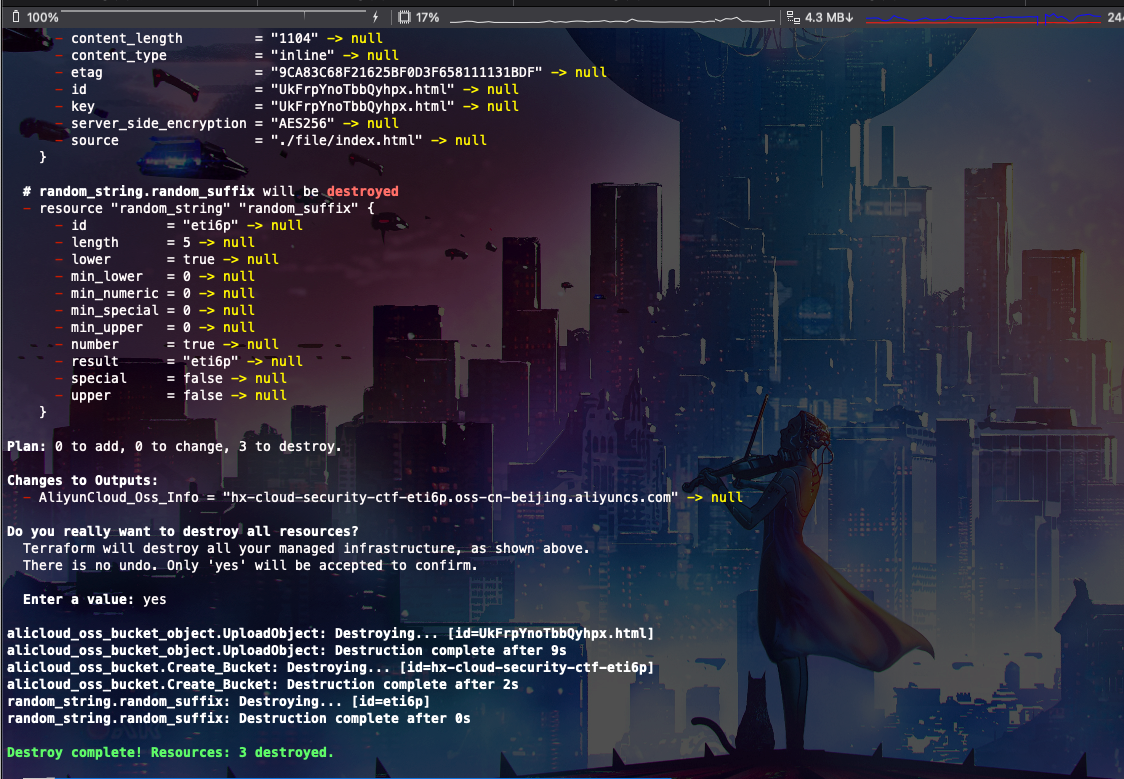 100% 17% 4.3 MB↓ 244
- content_length = "1104" -> null
- content_type = "inline" -> null
- etag = "9CA83C68F21625BF0D3F658111131BDF" -> null
- id = "UkFrpYnoTbbQyhpx.html" -> null
- key = "UkFrpYnoTbbQyhpx.html" -> null
- server_side_encryption = "AES256" -> null
- source = "./file/index.html" -> null
}
# random_string.random_suffix will be destroyed
- resource "random_string" "random_suffix" {
- id = "eti6p" -> null
- length = 5 -> null
- lower = true -> null
- min_lower = 0 -> null
- min_numeric = 0 -> null
- min_special = 0 -> null
- min_upper = 0 -> null
- number = true -> null
- result = "eti6p" -> null
- special = false -> null
- upper = false -> null
}
Plan: 0 to add, 0 to change, 3 to destroy.
Changes to Outputs:
- AliyunCloud_Oss_Info = "hx-cloud-security-ctf-eti6p.oss-cn-beijing.aliyuncs.com" -> null
Do you really want to destroy all resources?
Terraform will destroy all your managed infrastructure, as shown above.
There is no undo. Only 'yes' will be accepted to confirm.
Enter a value: yes
alicloud_oss_bucket_object.UploadObject: Destroying... [id=UkFrpYnoTbbQyhpx.html]
alicloud_oss_bucket_object.UploadObject: Destruction complete after 9s
alicloud_oss_bucket.Create_Bucket: Destroying... [id=hx-cloud-security-ctf-eti6p]
alicloud_oss_bucket.Create_Bucket: Destruction complete after 2s
random_string.random_suffix: Destroying... [id=eti6p]
random_string.random_suffix: Destruction complete after 0s
Destroy complete! Resources: 3 destroyed.